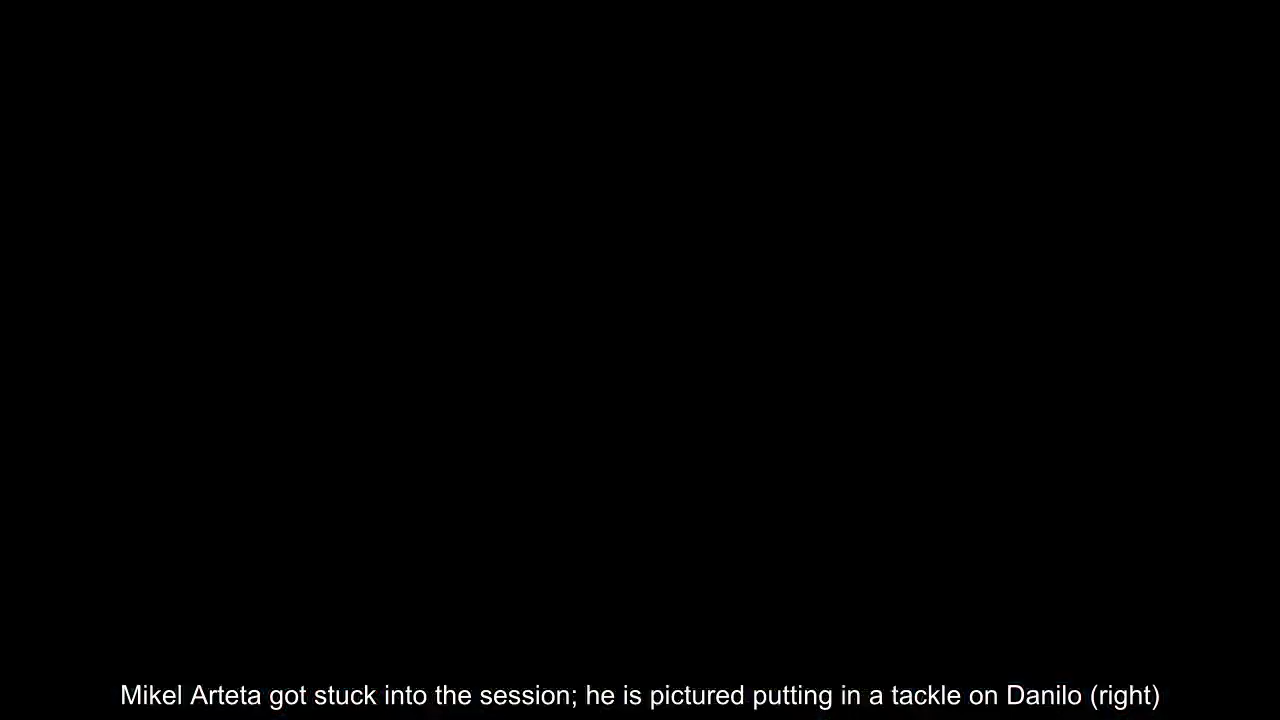 Mikel Arteta got stuck into the session; he is pictured putting in a tackle on Danilo (right)